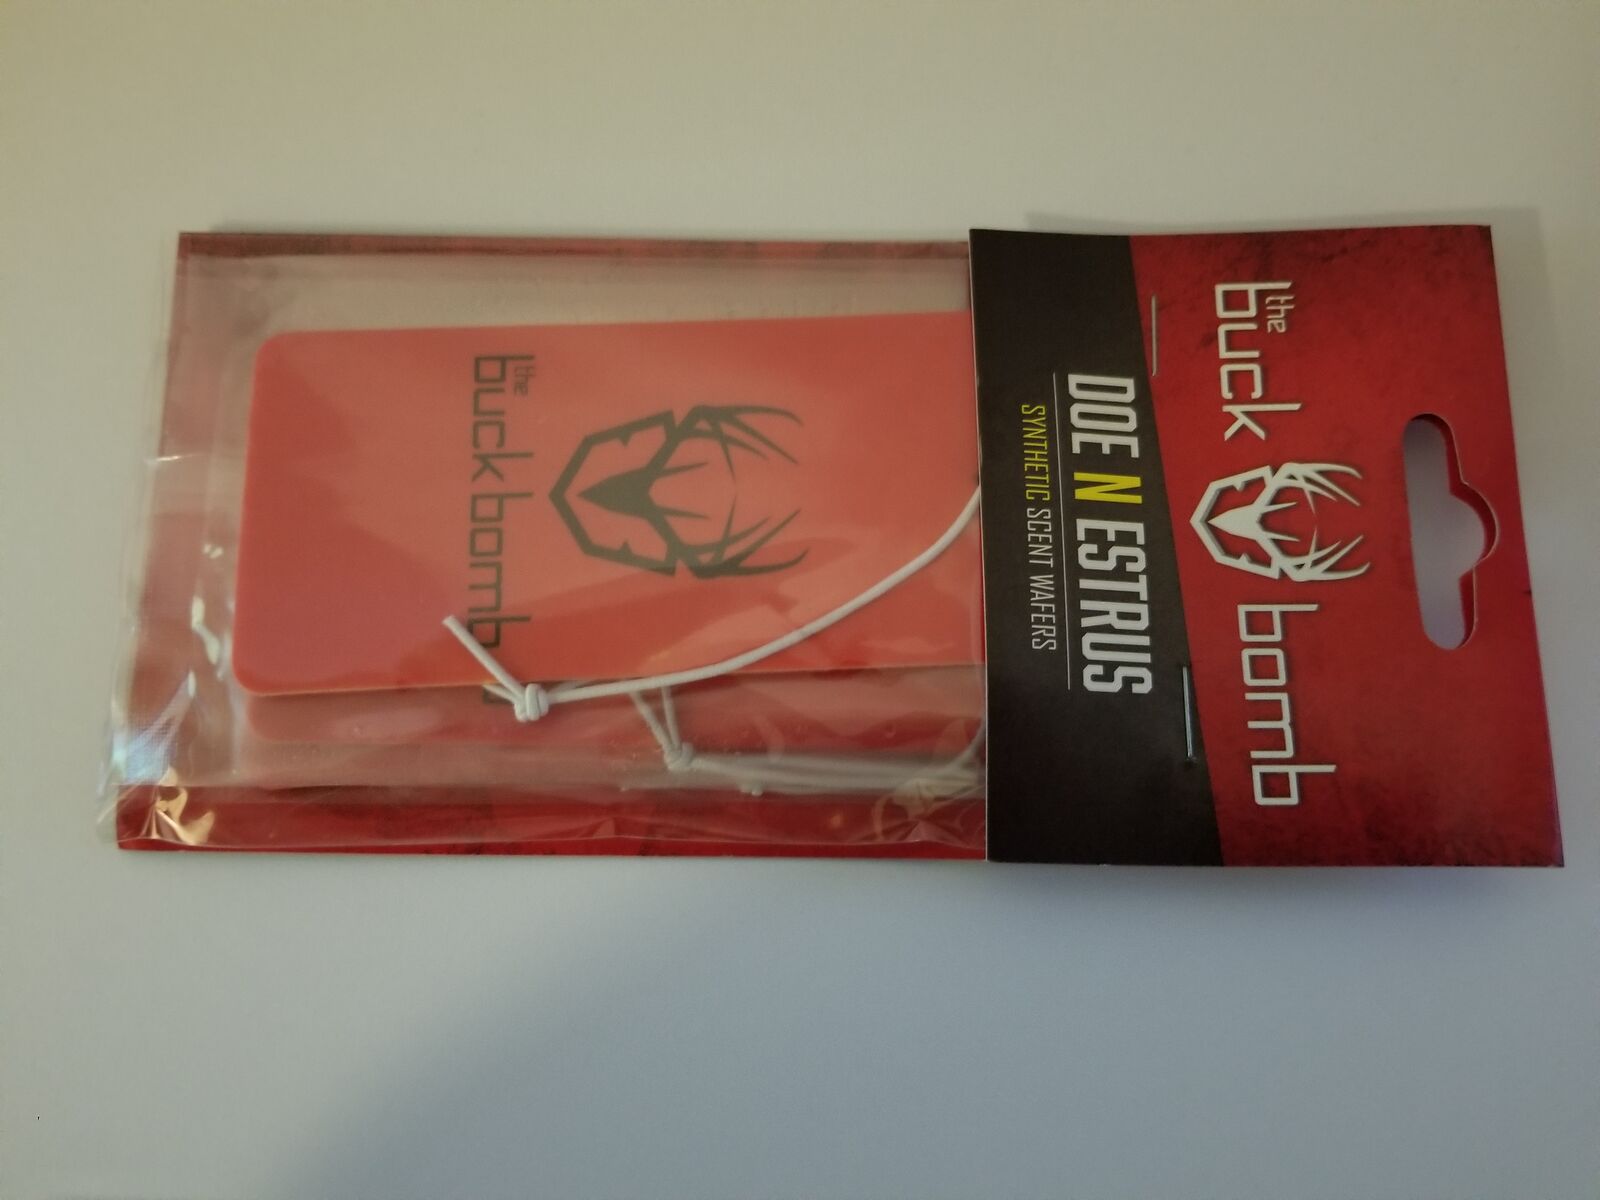 the
buck bomb
DOE N ESTRUS
SYNTHETIC SCENT WAFERS
the
buck bomb